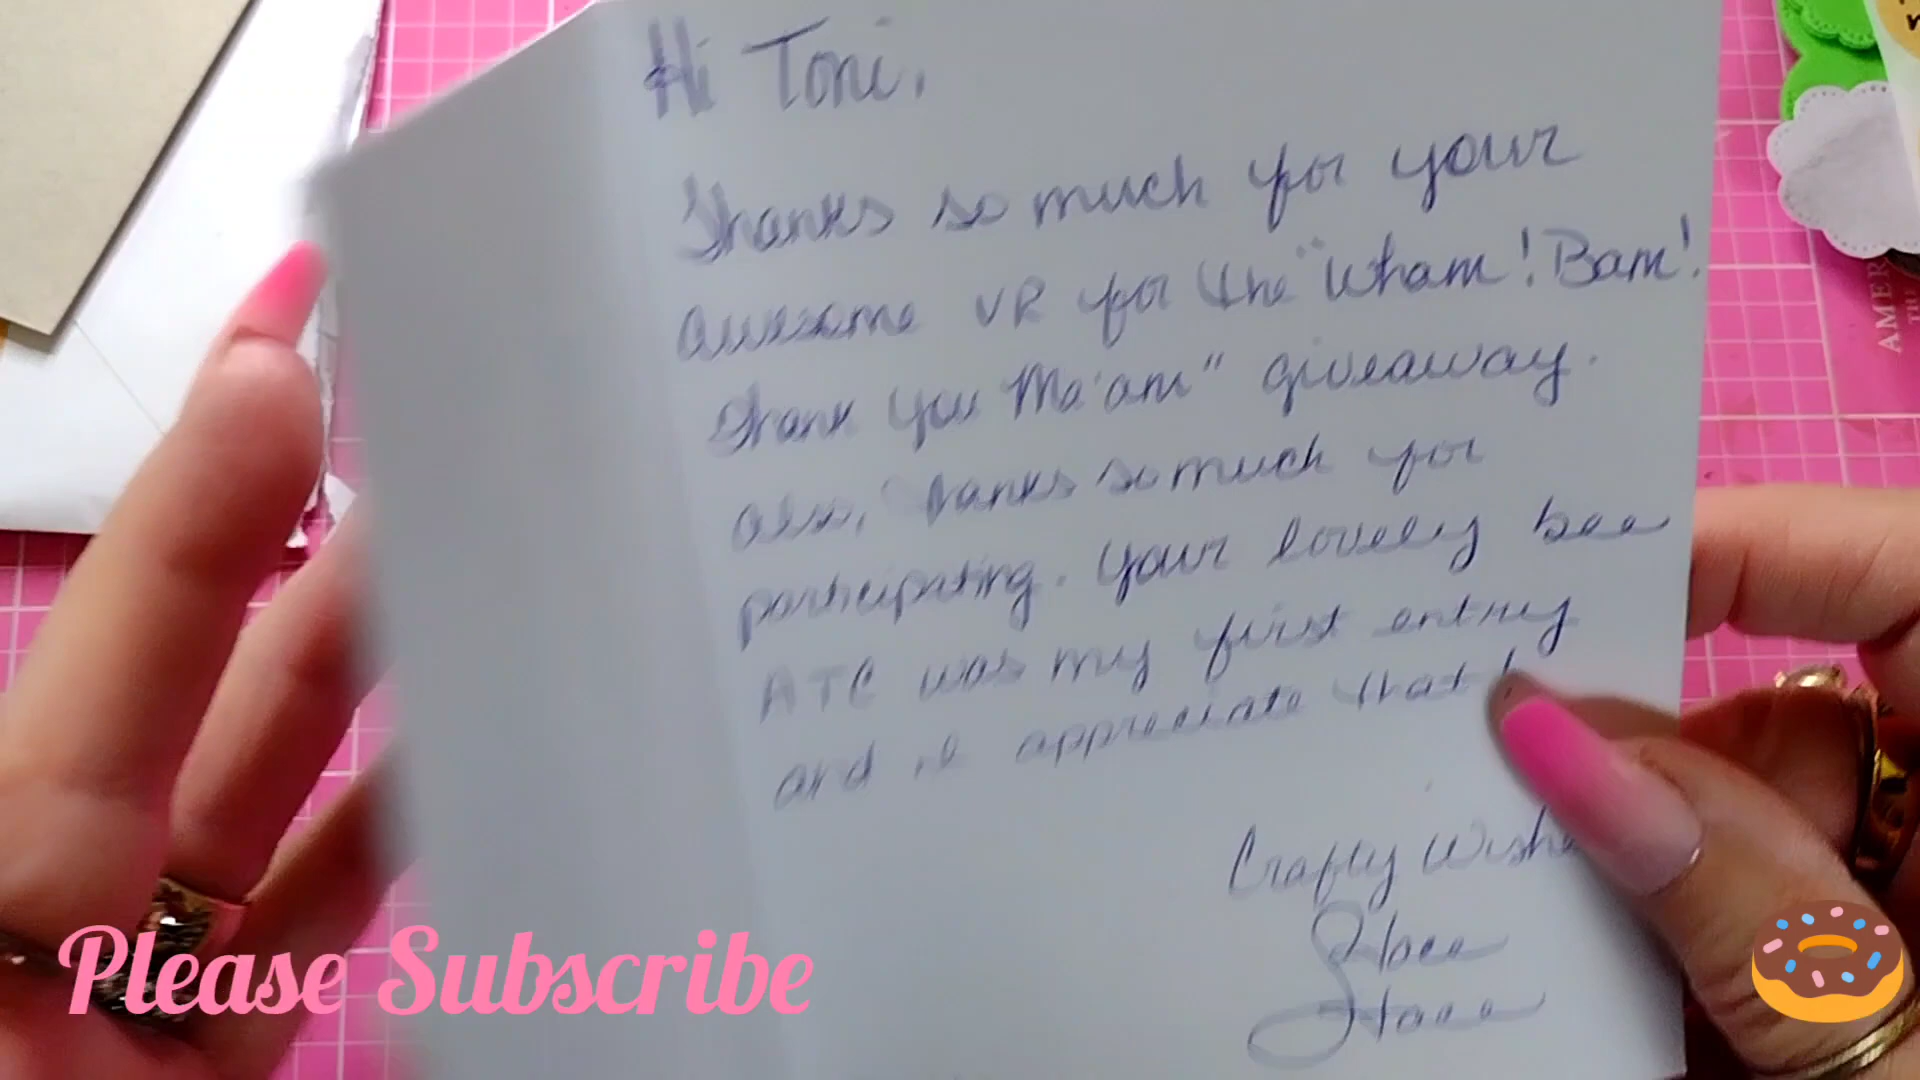 Hi Toni,
Thanks so much for your
awesome VR for the "Wham! Bam!
Thank you Ma'am" giveaway.
Also, thanks so much for
participating. Your lovely bee
ATC was my first entry
and I appreciate that
Crafty
AMER
Please Subscribe